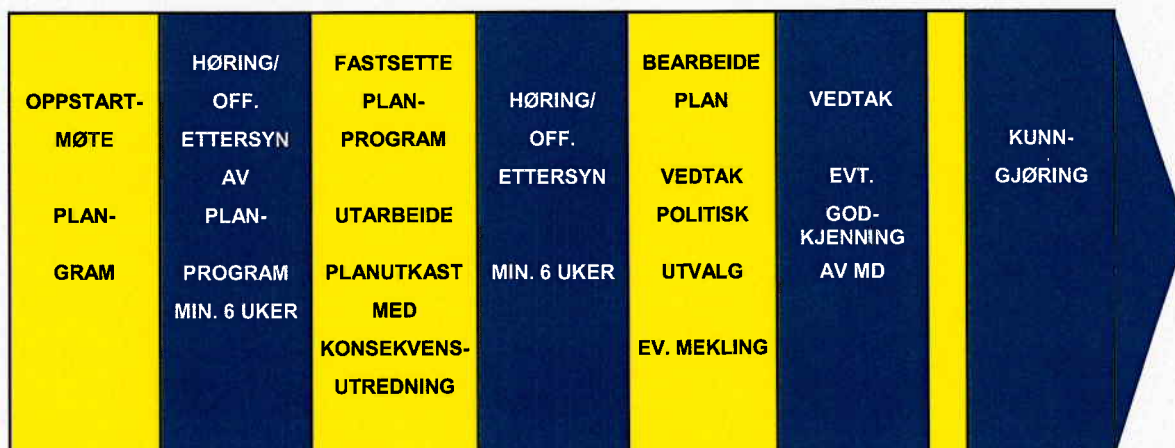 OPPSTART-
MØTE
PLAN-
GRAM
HØRING/
OFF.
ETTERSYN
AV
PLAN-
PROGRAM
MIN. 6 UKER
FASTSETTE
PLAN-
PROGRAM
UTARBEIDE
PLANUTKAST
MED
KONSEKVENS-
UTREDNING
HØRING/
OFF.
ETTERSYN
MIN. 6 UKER
BEARBEIDE
PLAN
VEDTAK
POLITISK
UTVALG
EV. MEKLING
VEDTAK
EVT.
GOD-
KJENNING
AV MD
KUNN-
GJØRING